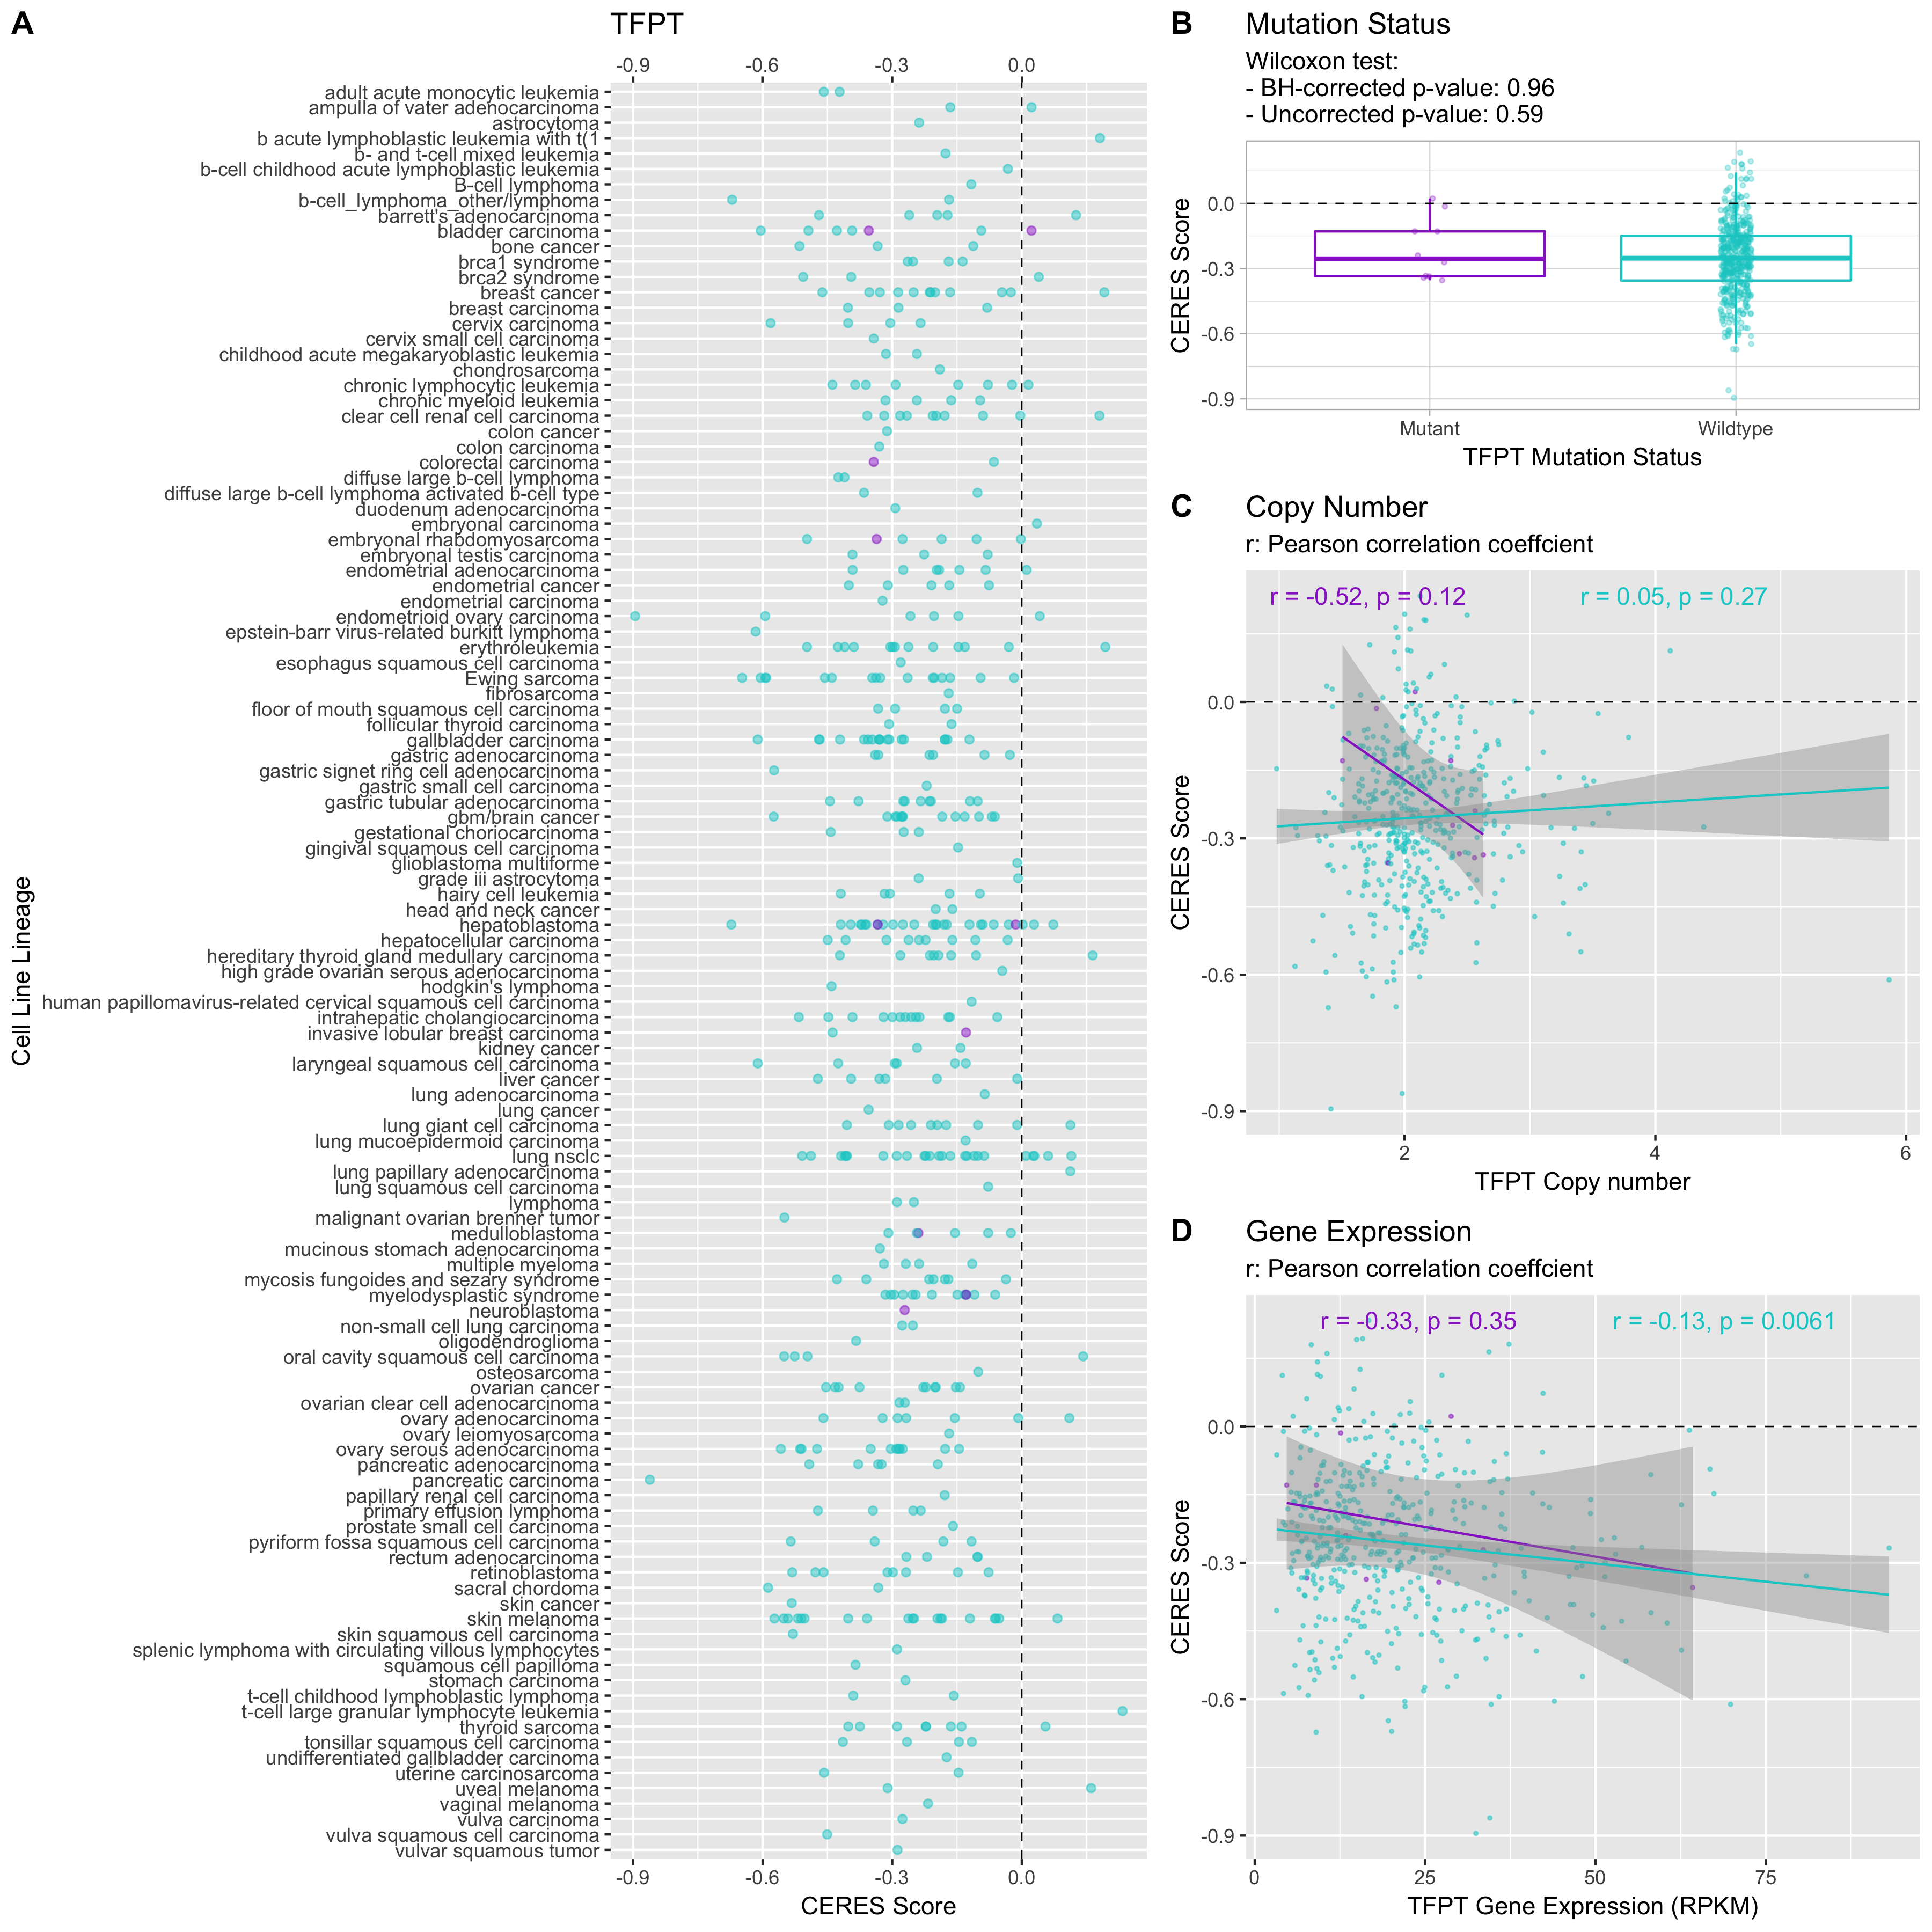 A
TFPT
-0.9 -0.6 -0.3 0.0
Cell Line Lineage
adult acute monocytic leukemia
ampulla of vater adenocarcinoma
astrocytoma
b acute lymphoblastic leukemia with t(1
b- and t-cell mixed leukemia
b-cell childhood acute lymphoblastic leukemia
B-cell lymphoma
b-cell_lymphoma_other/lymphoma
barrett's adenocarcinoma
bladder carcinoma
bone cancer
brca1 syndrome
brca2 syndrome
breast cancer
breast carcinoma
cervix carcinoma
cervix small cell carcinoma
childhood acute megakaryoblastic leukemia
chondrosarcoma
chronic lymphocytic leukemia
chronic myeloid leukemia
clear cell renal cell carcinoma
colon cancer
colon carcinoma
colorectal carcinoma
diffuse large b-cell lymphoma
diffuse large b-cell lymphoma activated b-cell type
duodenum adenocarcinoma
embryonal carcinoma
embryonal rhabdomyosarcoma
embryonal testis carcinoma
endometrial adenocarcinoma
endometrial cancer
endometrial carcinoma
endometrioid ovary carcinoma
epstein-barr virus-related burkitt lymphoma
erythroleukemia
esophagus squamous cell carcinoma
Ewing sarcoma
fibrosarcoma
floor of mouth squamous cell carcinoma
follicular thyroid carcinoma
gallbladder carcinoma
gastric adenocarcinoma
gastric signet ring cell adenocarcinoma
gastric small cell carcinoma
gastric tubular adenocarcinoma
gbm/brain cancer
gestational choriocarcinoma
gingival squamous cell carcinoma
glioblastoma multiforme
grade iii astrocytoma
hairy cell leukemia
head and neck cancer
hepatoblastoma
hepatocellular carcinoma
hereditary thyroid gland medullary carcinoma
high grade ovarian serous adenocarcinoma
hodgkin's lymphoma
human papillomavirus-related cervical squamous cell carcinoma
intrahepatic cholangiocarcinoma
invasive lobular breast carcinoma
kidney cancer
laryngeal squamous cell carcinoma
liver cancer
lung adenocarcinoma
lung cancer
lung giant cell carcinoma
lung mucoepidermoid carcinoma
lung nsclc
lung papillary adenocarcinoma
lung squamous cell carcinoma
lymphoma
malignant ovarian brenner tumor
medulloblastoma
mucinous stomach adenocarcinoma
multiple myeloma
mycosis fungoides and sezary syndrome
myelodysplastic syndrome
neuroblastoma
non-small cell lung carcinoma
oligodendroglioma
oral cavity squamous cell carcinoma
osteosarcoma
ovarian cancer
ovarian clear cell adenocarcinoma
ovary adenocarcinoma
ovary leiomyosarcoma
ovary serous adenocarcinoma
pancreatic adenocarcinoma
pancreatic carcinoma
papillary renal cell carcinoma
primary effusion lymphoma
prostate small cell carcinoma
pyriform fossa squamous cell carcinoma
rectum adenocarcinoma
retinoblastoma
sacral chordoma
skin cancer
skin melanoma
skin squamous cell carcinoma
splenic lymphoma with circulating villous lymphocytes
squamous cell papilloma
stomach carcinoma
t-cell childhood lymphoblastic lymphoma
t-cell large granular lymphocyte leukemia
thyroid sarcoma
tonsillar squamous cell carcinoma
undifferentiated gallbladder carcinoma
uterine carcinosarcoma
uveal melanoma
vaginal melanoma
vulva carcinoma
vulva squamous cell carcinoma
vulvar squamous tumor
-0.9 -0.6 -0.3 0.0
CERES Score
B
Mutation Status
Wilcoxon test:
- BH-corrected p-value: 0.96
- Uncorrected p-value: 0.59
CERES Score
0.0
-0.3
-0.6
-0.9
Mutant Wildtype
TFPT Mutation Status
C
Copy Number
r: Pearson correlation coeffcient
r = -0.52, p = 0.12 r = 0.05, p = 0.27
CERES Score
0.0
-0.3
-0.6
-0.9
2 4 6
TFPT Copy number
D
Gene Expression
r: Pearson correlation coeffcient
r = -0.33, p = 0.35 r = -0.13, p = 0.0061
CERES Score
0.0
-0.3
-0.6
-0.9
0 25 50 75
TFPT Gene Expression (RPKM)